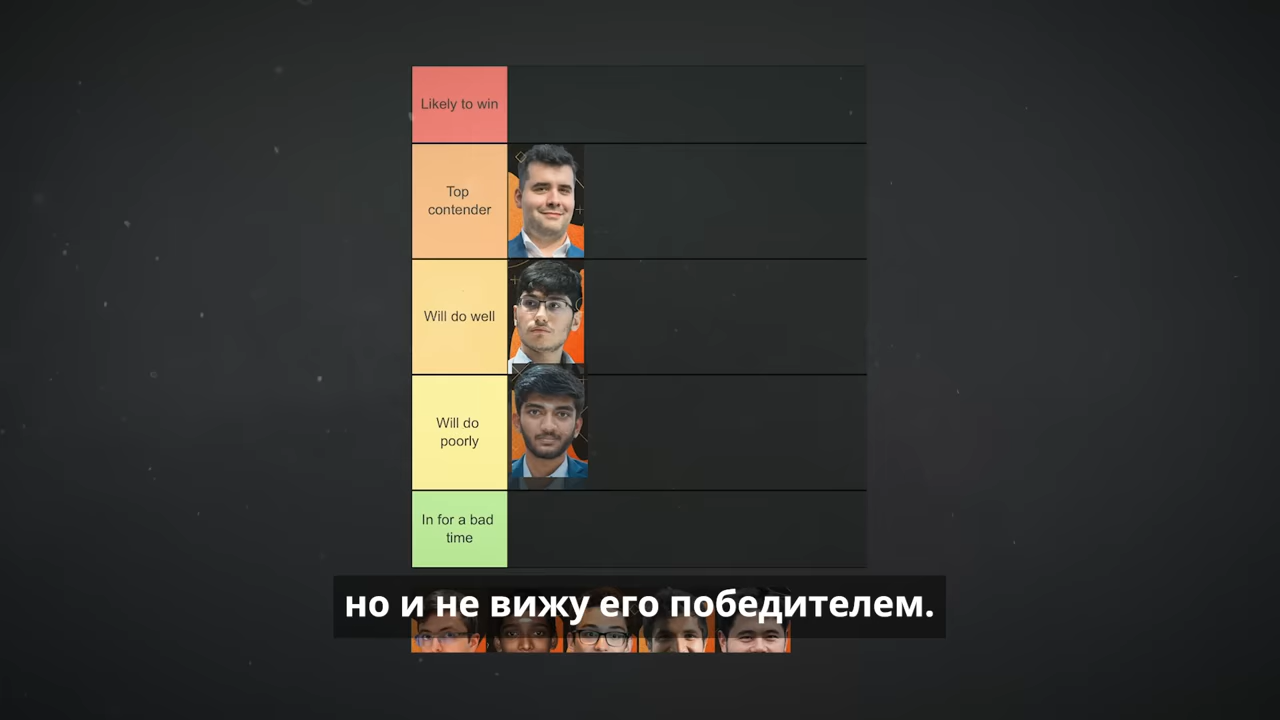 Likely to win
Top
contender
Will do well
Will do
poorly
In for a bad
time
но и не вижу его победителем.